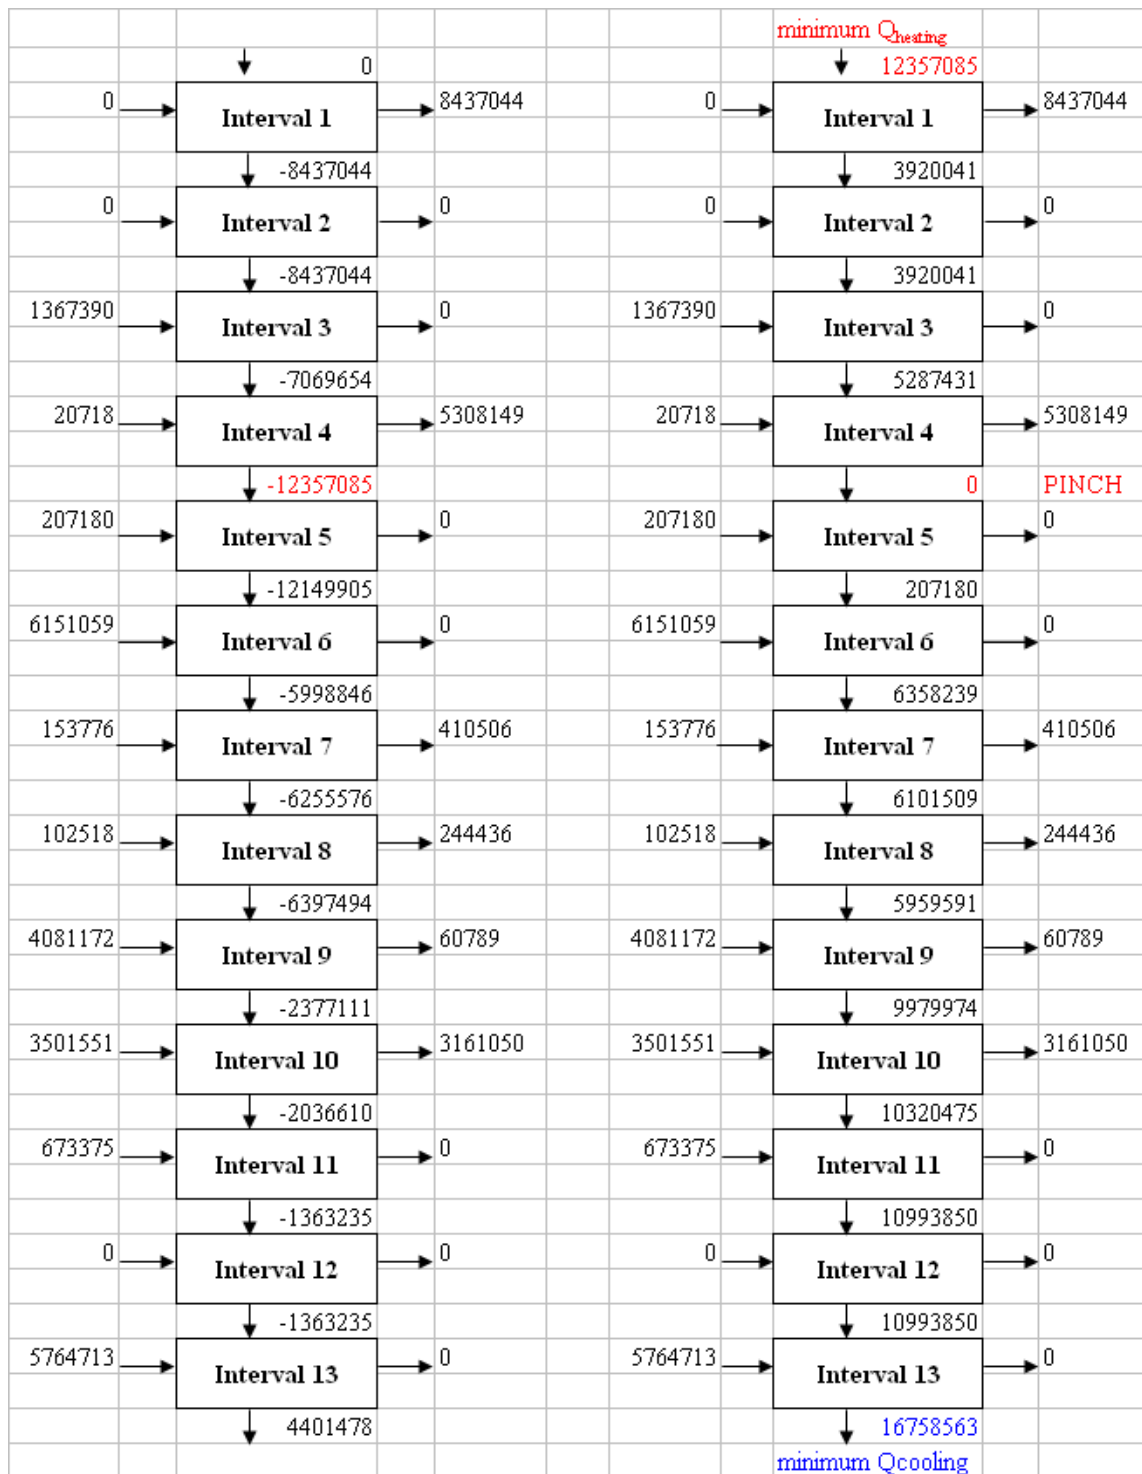 minimum Qheating
0 12357085
0 8437044 0 8437044
Interval 1 Interval 1
-8437044 3920041
0 0 0 0
Interval 2 Interval 2
-8437044 3920041
1367390 0 1367390 0
Interval 3 Interval 3
-7069654 5287431
20718 5308149 20718 5308149
Interval 4 Interval 4
-12357085 0 PINCH
207180 0 207180 0
Interval 5 Interval 5
-12149905 207180
6151059 0 6151059 0
Interval 6 Interval 6
-5998846 6358239
153776 410506 153776 410506
Interval 7 Interval 7
-6255576 6101509
102518 244436 102518 244436
Interval 8 Interval 8
-6397494 5959591
4081172 60789 4081172 60789
Interval 9 Interval 9
-2377111 9979974
3501551 3161050 3501551 3161050
Interval 10 Interval 10
-2036610 10320475
673375 0 673375 0
Interval 11 Interval 11
-1363235 10993850
0 0 0 0
Interval 12 Interval 12
-1363235 10993850
5764713 0 5764713 0
Interval 13 Interval 13
4401478 16758563
minimum Qcooling